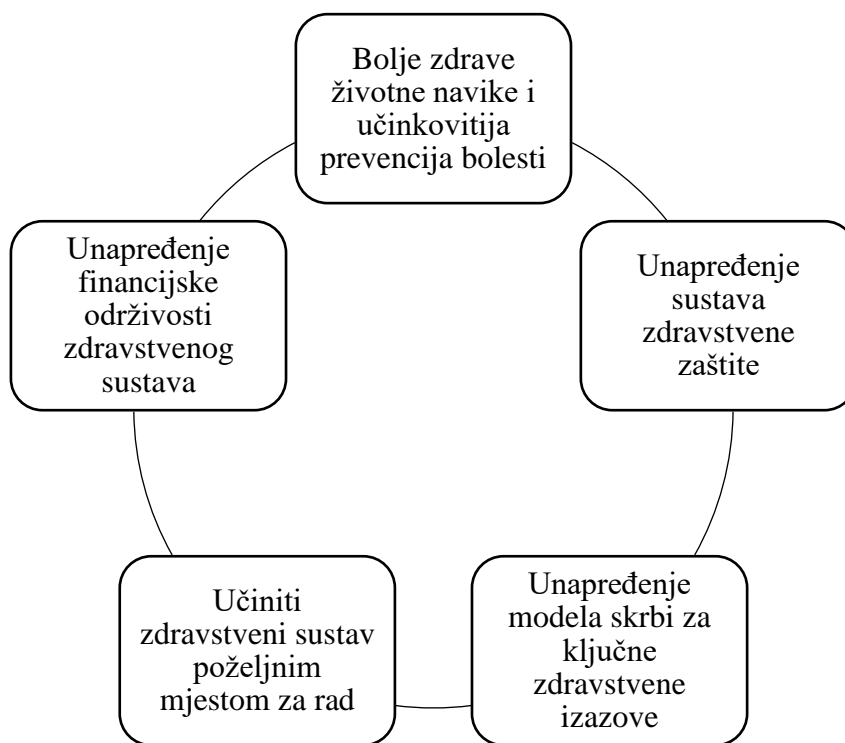 Bolje zdrave
životne navike i
učinkovitija
prevencija bolesti
Unapređenje
sustava
zdravstvene
zaštite
Unapređenje
modela skrbi za
ključne
zdravstvene
izazove
Učiniti
zdravstveni sustav
poželjnim
mjestom za rad
Unapređenje
financijske
održivosti
zdravstvenog
sustava